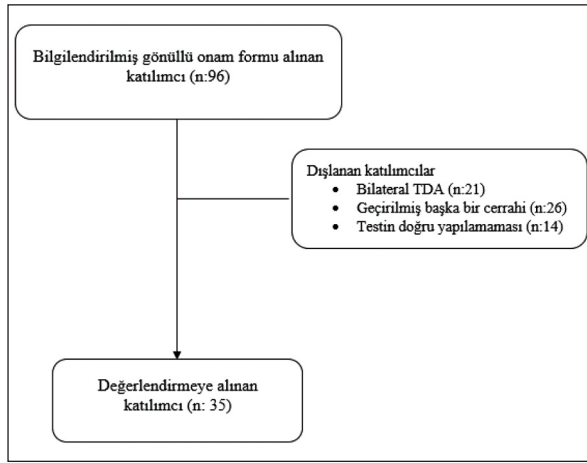 Bilgilendirilmiş gönüllü onam formu alınan
katılımcı (n:96)
Dışlanan katılımcılar
• Bilateral TDA (n:21)
• Geçirilmiş başka bir cerrahi (n:26)
• Testin doğru yapılamaması (n:14)
Değerlendirmeye alınan
katılımcı (n: 35)